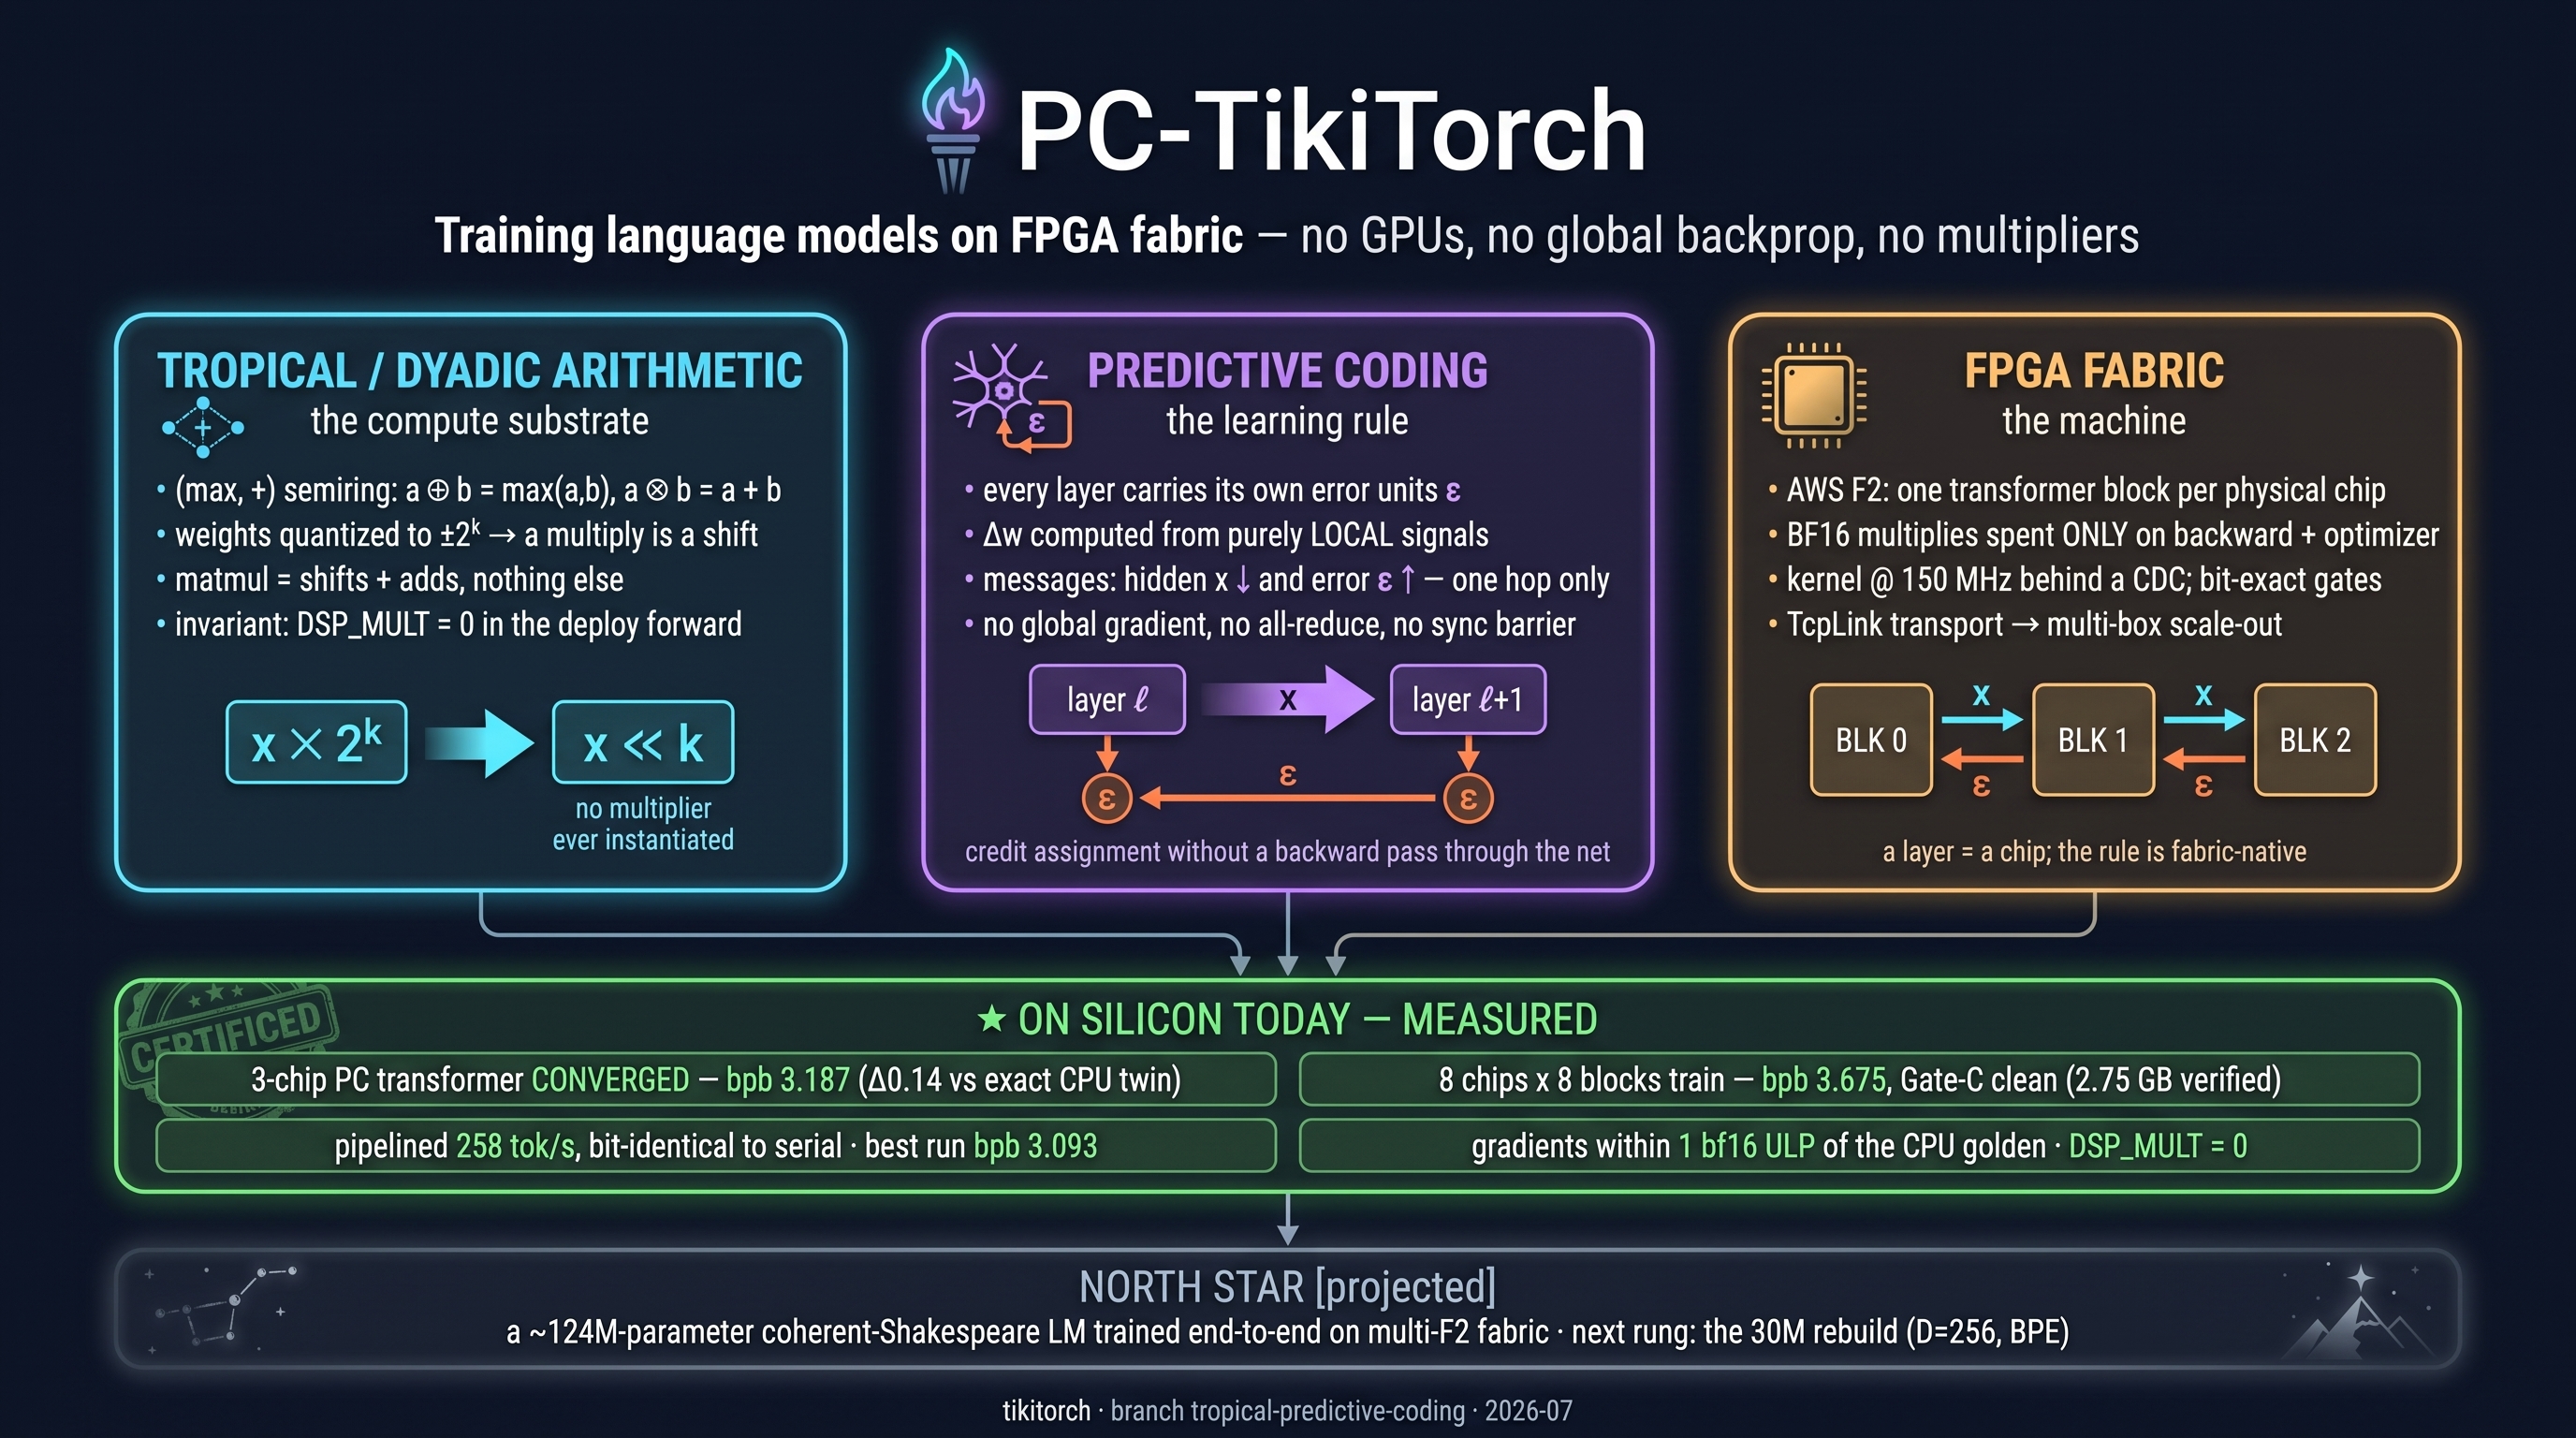 PC-TikiTorch
Training language models on FPGA fabric — no GPUs, no global backprop, no multipliers
TROPICAL / DYADIC ARITHMETIC
the compute substrate
• (max, +) semiring: a ⊕ b = max(a,b), a ⊗ b = a + b
• weights quantized to ±2ᵏ → a multiply is a shift
• matmul = shifts + adds, nothing else
• invariant: DSP_MULT = 0 in the deploy forward
x × 2ᵏ
x ≪ k
no multiplier
ever instantiated
PREDICTIVE CODING
the learning rule
ε
• every layer carries its own error units ε
• Δw computed from purely LOCAL signals
• messages: hidden x ↓ and error ε ↑ — one hop only
• no global gradient, no all-reduce, no sync barrier
layer ℓ
x
layer ℓ+1
ε
ε
ε
credit assignment without a backward pass through the net
FPGA FABRIC
the machine
• AWS F2: one transformer block per physical chip
• BF16 multiplies spent ONLY on backward + optimizer
• kernel @ 150 MHz behind a CDC; bit-exact gates
• TcpLink transport → multi-box scale-out
x
x
BLK 0
BLK 1
BLK 2
ε
ε
a layer = a chip; the rule is fabric-native
CERTIFICED
★ ON SILICON TODAY — MEASURED
3-chip PC transformer CONVERGED — bpb 3.187 (Δ0.14 vs exact CPU twin)
8 chips x 8 blocks train — bpb 3.675, Gate-C clean (2.75 GB verified)
pipelined 258 tok/s, bit-identical to serial · best run bpb 3.093
gradients within 1 bf16 ULP of the CPU golden · DSP_MULT = 0
NORTH STAR [projected]
a ~124M-parameter coherent-Shakespeare LM trained end-to-end on multi-F2 fabric · next rung: the 30M rebuild (D=256, BPE)
tikitorch · branch tropical-predictive-coding · 2026-07